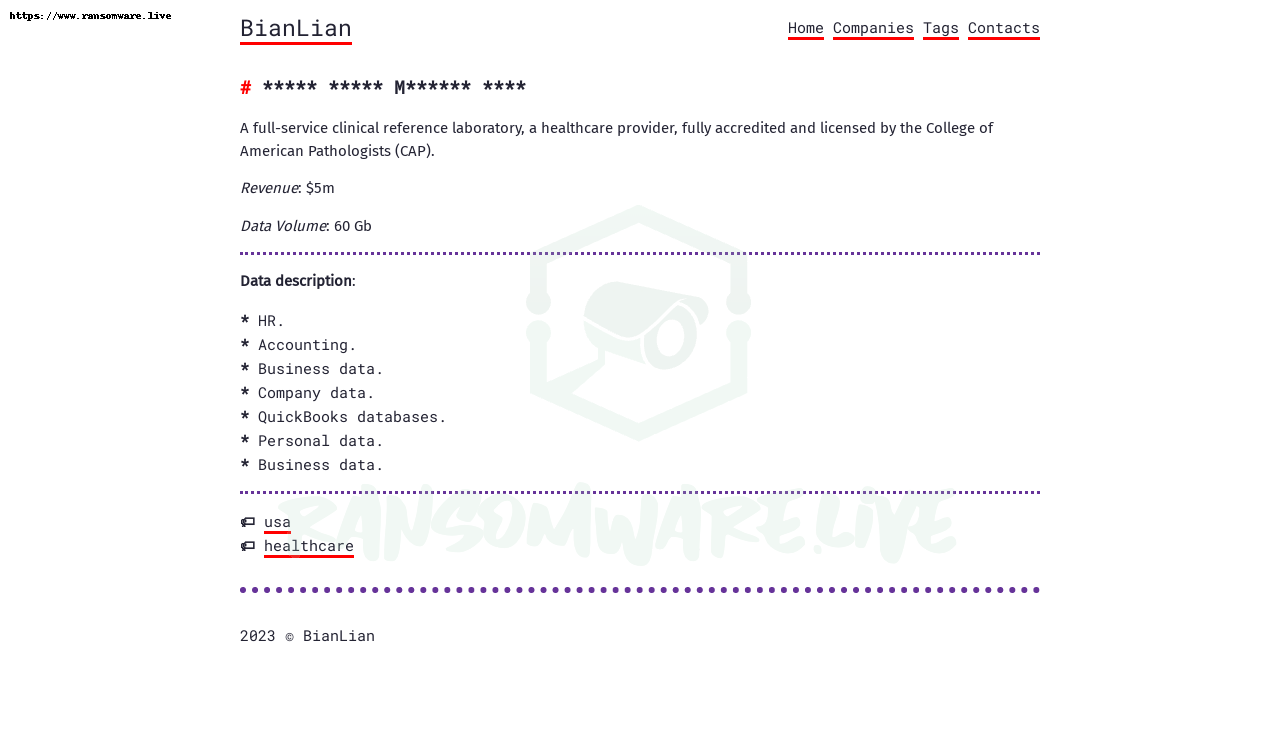 https://www.ransomware.live
BianLian
Home Companies Tags Contacts
# ***** ***** M****** ****
A full-service clinical reference laboratory, a healthcare provider, fully accredited and licensed by the College of
American Pathologists (CAP).
Revenue: $5m
Data Volume: 60 Gb
Data description:
* HR.
* Accounting.
* Business data.
* Company data.
* QuickBooks databases.
* Personal data.
* Business data.
RANSOMWARE.LIVE
usa
healthcare
2023 © BianLian